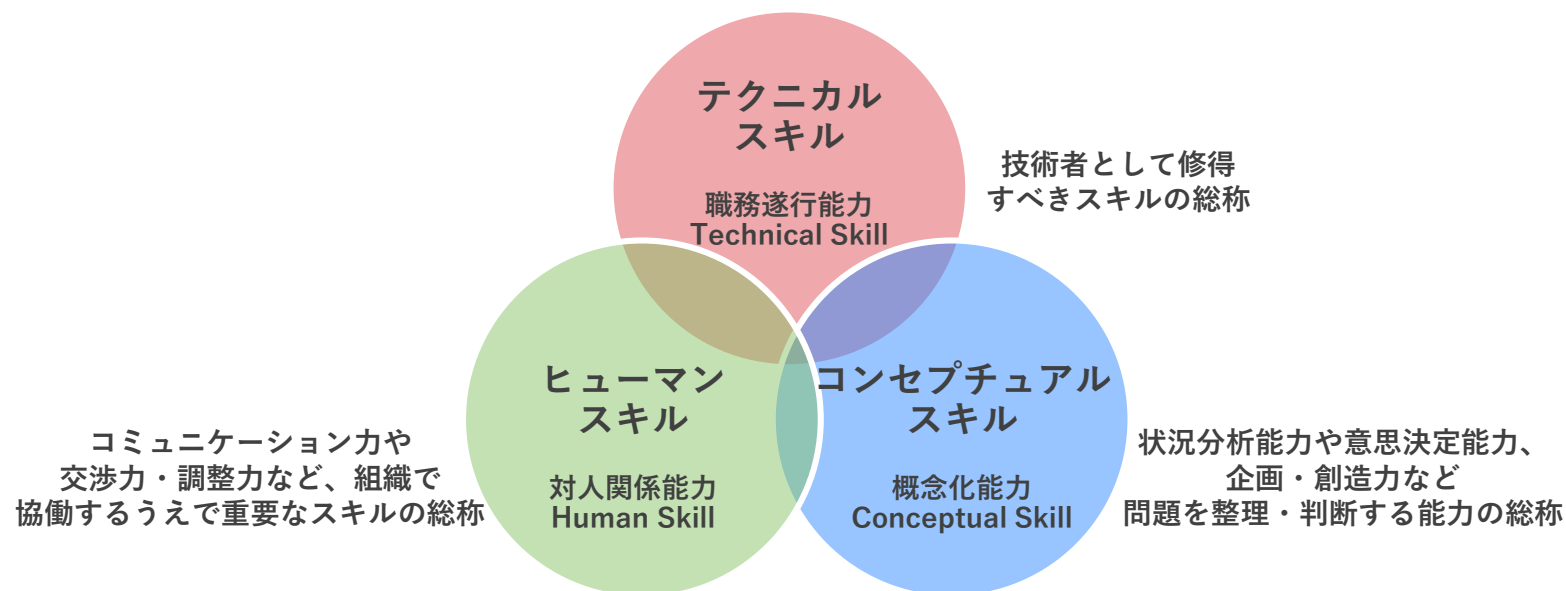 テクニカル
スキル
職務遂行能力
Technical Skill
技術者として修得
すべきスキルの総称
ヒューマン
スキル
対人関係能力
Human Skill
コミュニケーション力や
交渉力・調整力など、組織で
協働するうえで重要なスキルの総称
コンセプチュアル
スキル
概念化能力
Conceptual Skill
状況分析能力や意思決定能力、
企画・創造力など
問題を整理・判断する能力の総称